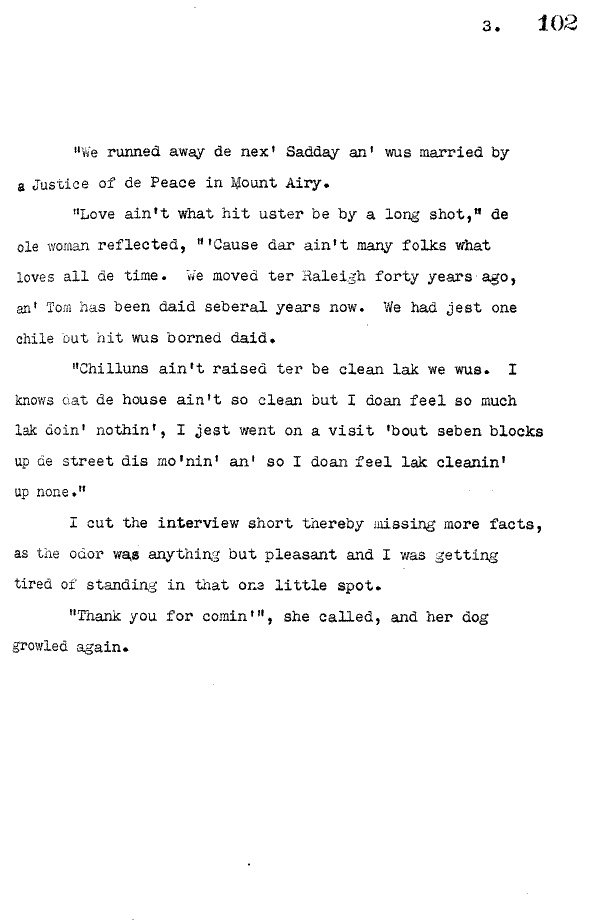 3. 102
"We runned away de nex' Sadday an' wus married by
a Justice of de Peace in Mount Airy.
"Love ain't what hit uster be by a long shot," de
ole woman reflected, "'Cause dar ain't many folks what
loves all de time. We moved ter Raleigh forty years ago,
an' Tom has been daid seberal years now. We had jest one
chile but hit wus borned daid.
"Chilluns ain't raised ter be clean lak we wus. I
knows dat de house ain't so clean but I doan feel so much
lak doin' nothin', I jest went on a visit 'bout seben blocks
up de street dis mo'nin' an' so I doan feel lak cleanin'
up none."
I cut the interview short thereby missing more facts,
as the odor was anything but pleasant and I was getting
tired of standing in that one little spot.
"Thank you for comin'", she called, and her dog
growled again.